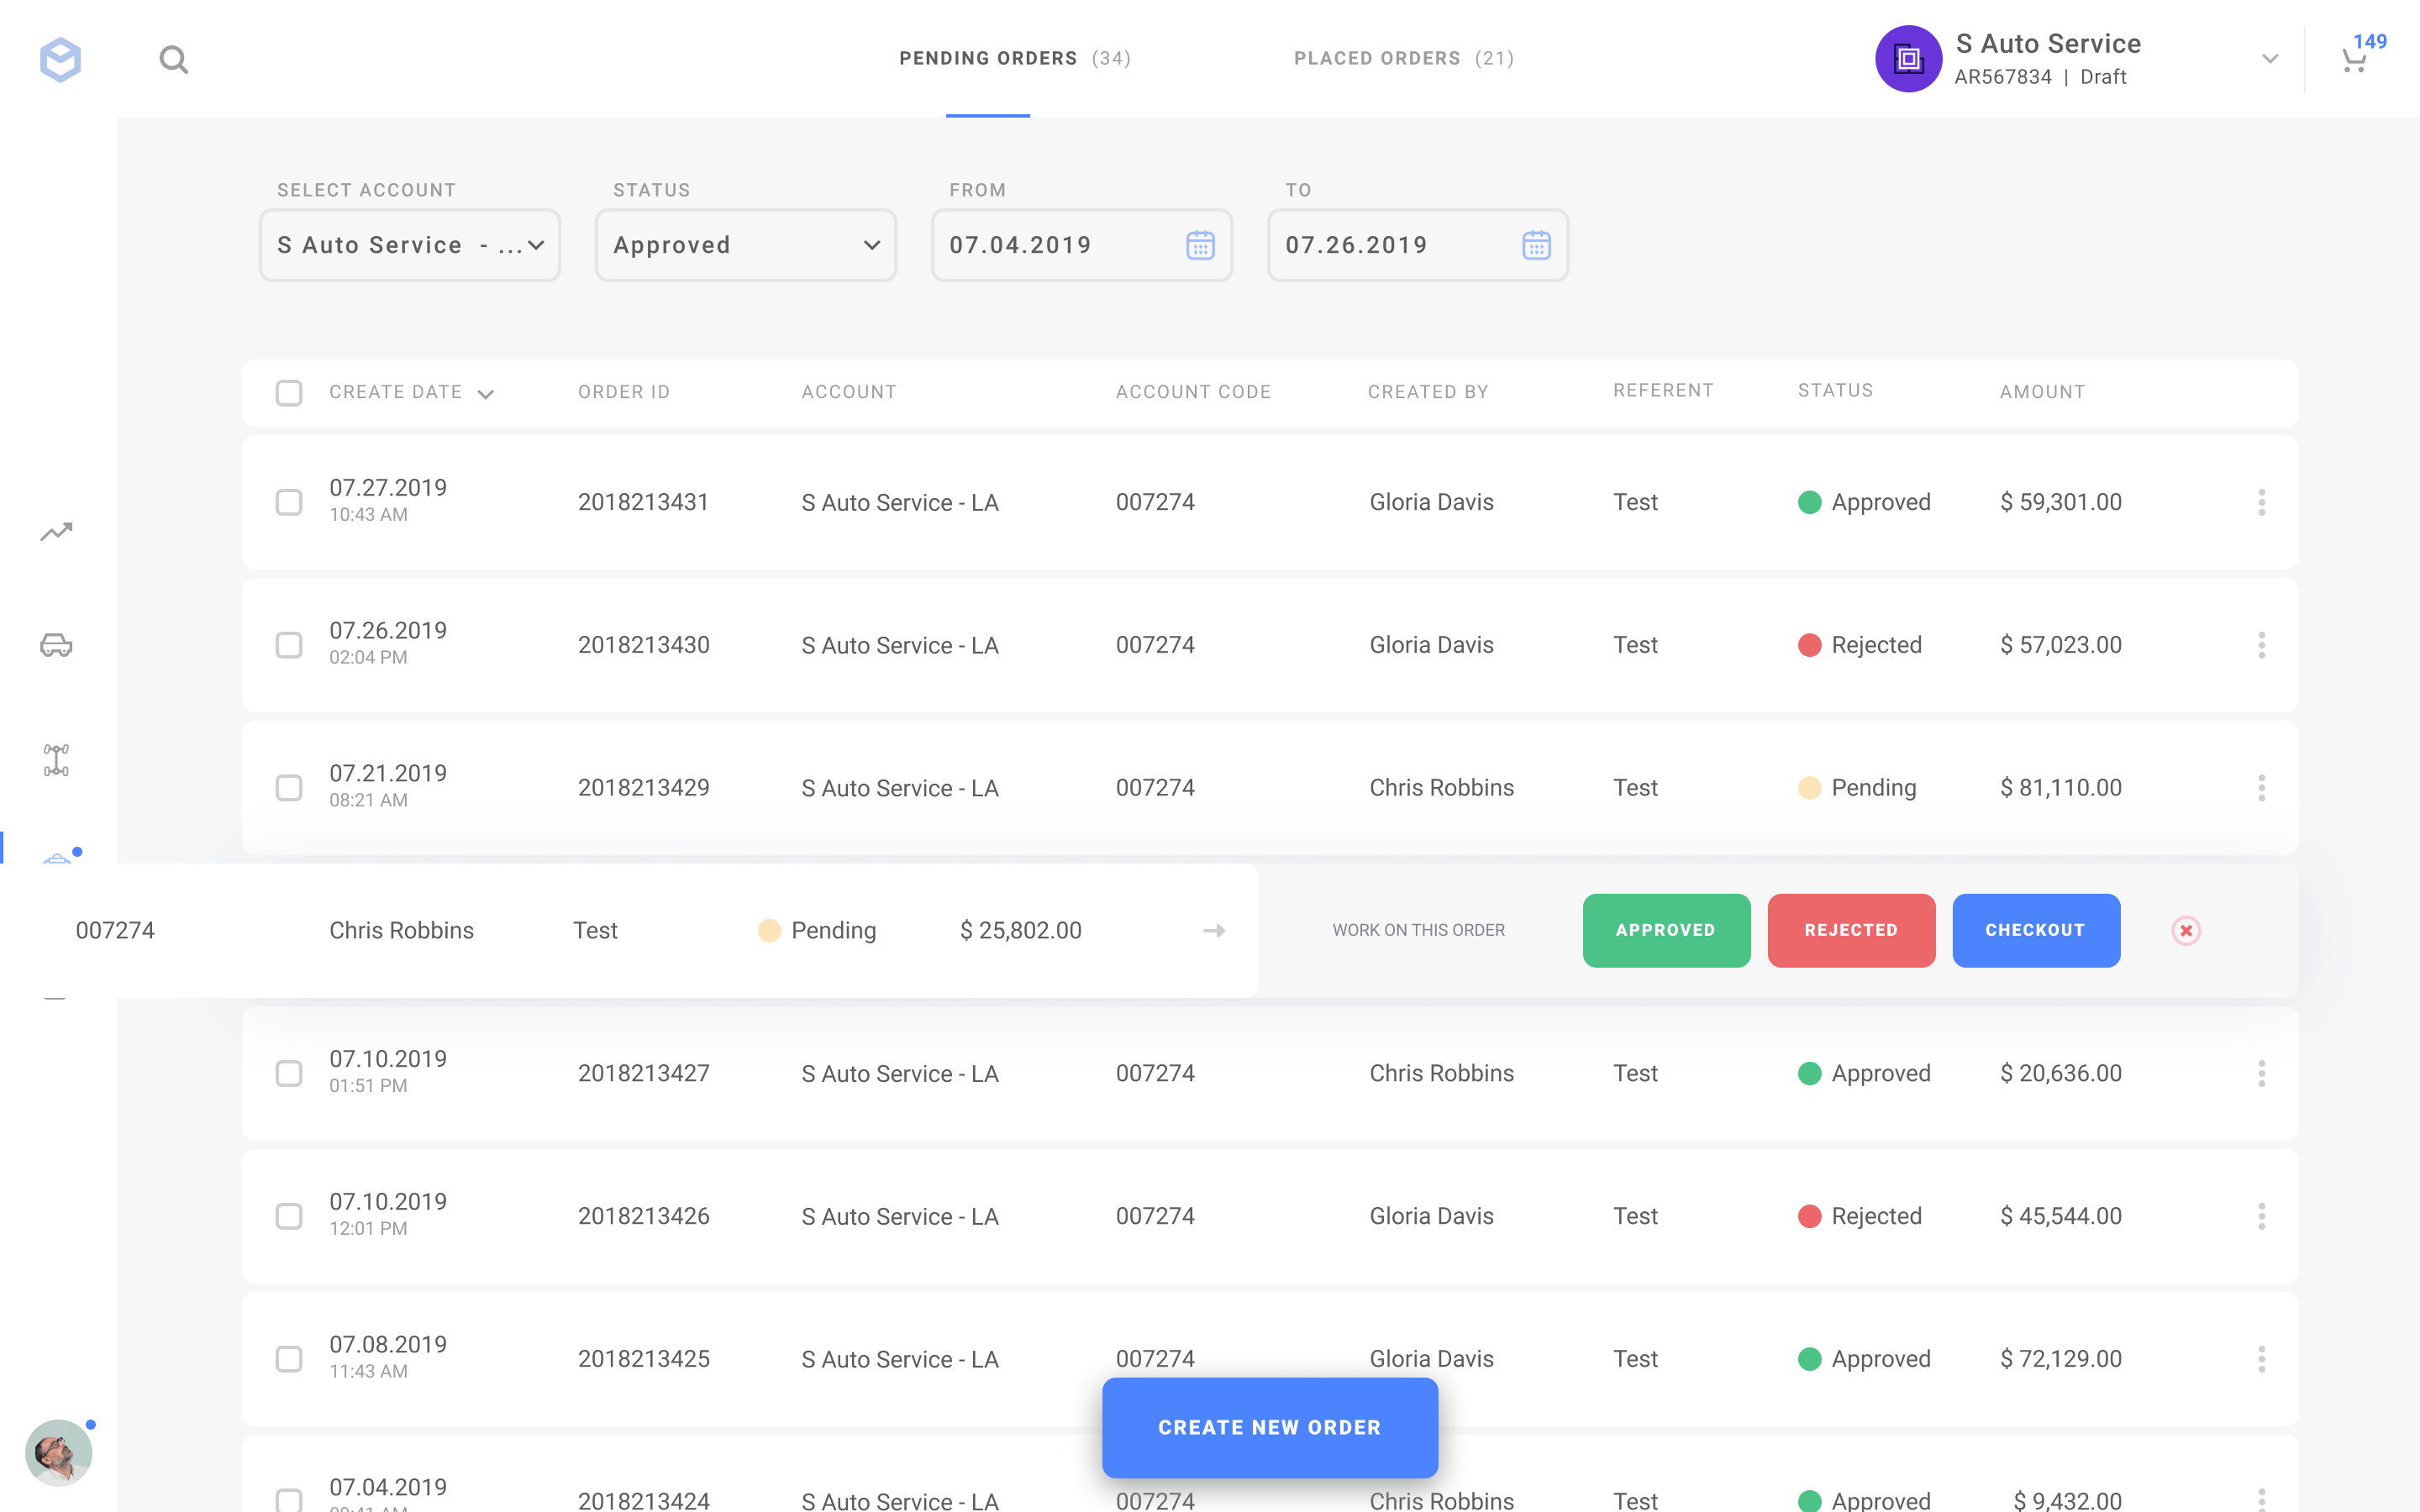 PENDING ORDERS (34)
PLACED ORDERS (21)
S Auto Service
AR567834 | Draft
149
SELECT ACCOUNT
STATUS
FROM
TO
S Auto Service - ...
Approved
07.04.2019
07.26.2019
CREATE DATE ORDER ID ACCOUNT ACCOUNT CODE CREATED BY REFERENT STATUS AMOUNT
07.27.2019
10:43 AM
2018213431 S Auto Service - LA 007274 Gloria Davis Test Approved $ 59,301.00
07.26.2019
02:04 PM
2018213430 S Auto Service - LA 007274 Gloria Davis Test Rejected $ 57,023.00
07.21.2019
08:21 AM
2018213429 S Auto Service - LA 007274 Chris Robbins Test Pending $ 81,110.00
007274 Chris Robbins Test Pending $ 25,802.00 WORK ON THIS ORDER APPROVED REJECTED CHECKOUT
07.10.2019
01:51 PM
2018213427 S Auto Service - LA 007274 Chris Robbins Test Approved $ 20,636.00
07.10.2019
12:01 PM
2018213426 S Auto Service - LA 007274 Gloria Davis Test Rejected $ 45,544.00
07.08.2019
11:43 AM
2018213425 S Auto Service - LA 007274 Gloria Davis Test Approved $ 72,129.00
CREATE NEW ORDER
07.04.2019
2018213424 S Auto Service - LA 007274 Chris Robbins Test Approved $ 9,432.00